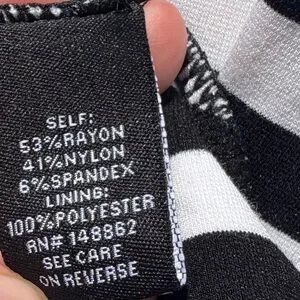 SELF:
53%RAYON
41%NYLON
6%SPANDEX
LINING:
100%POLYESTER
RN# 148862
SEE CARE
ON REVERSE